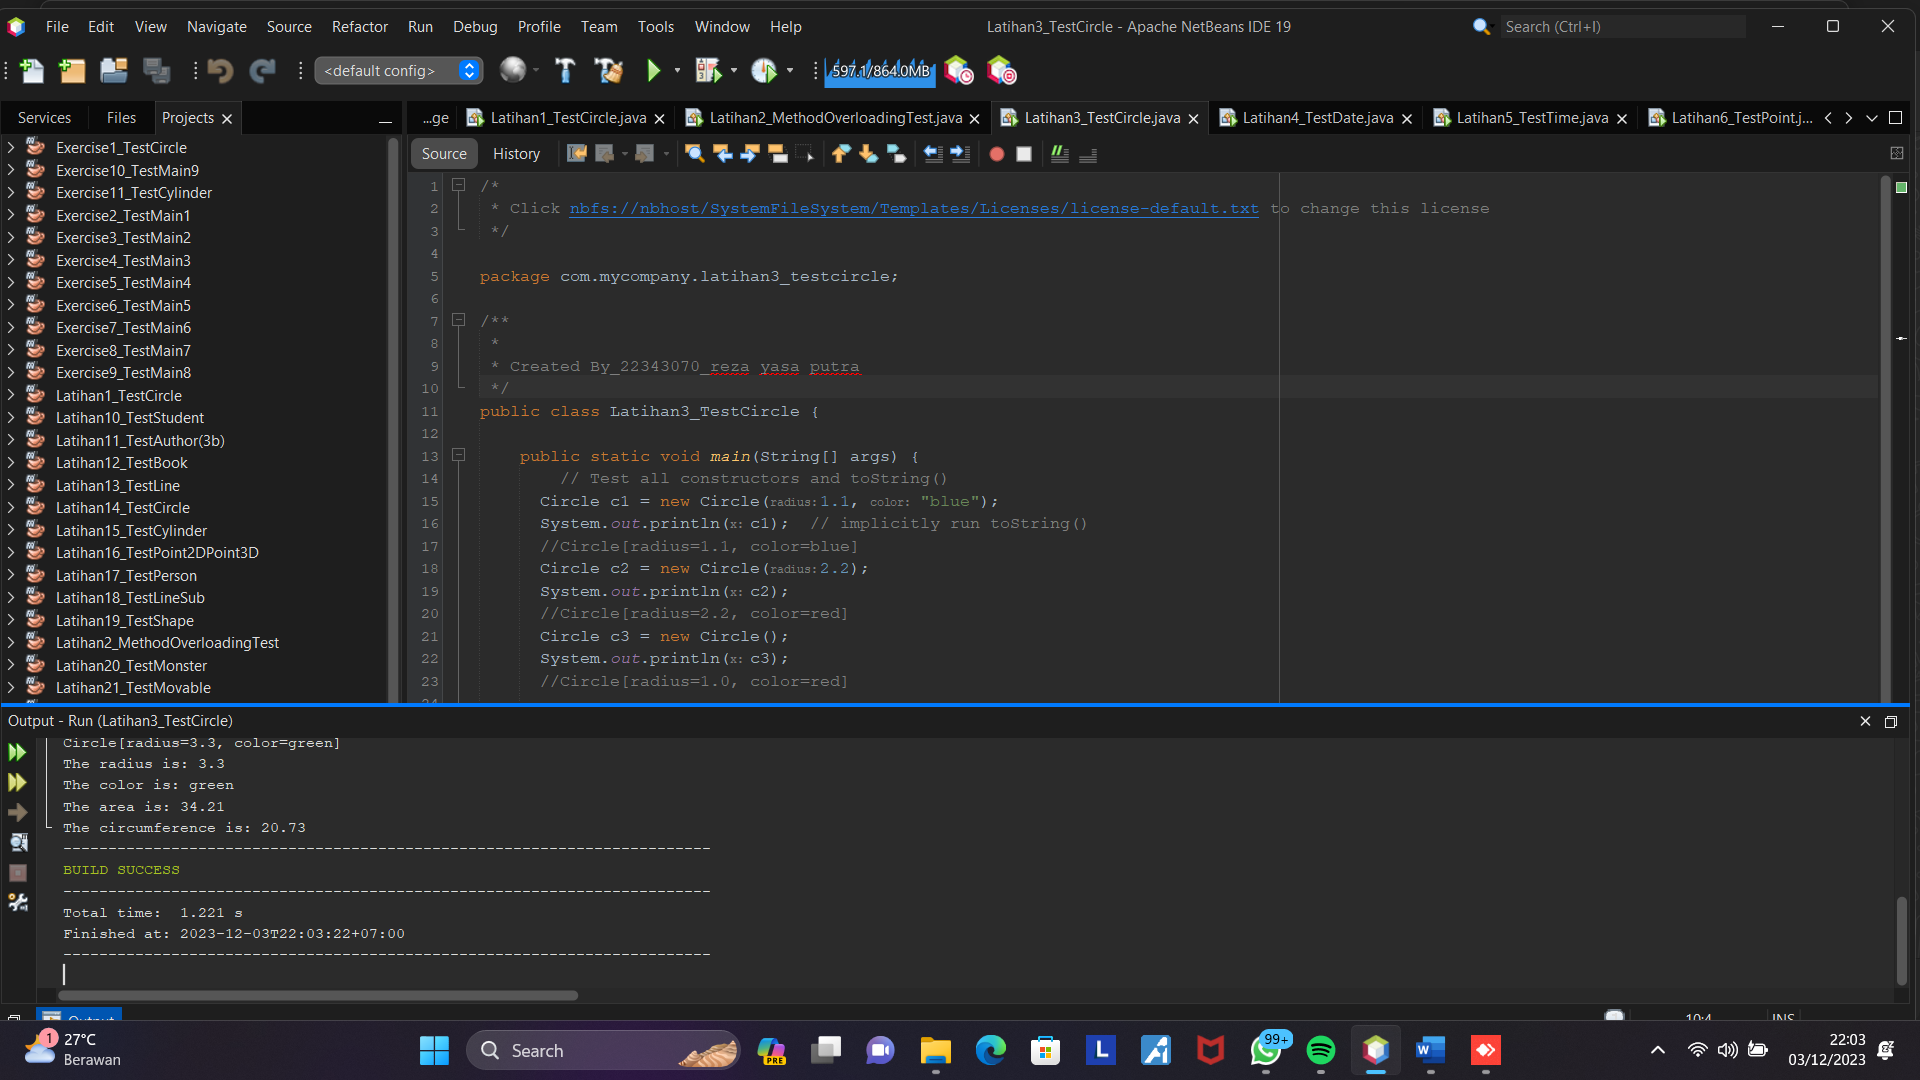 File Edit View Navigate Source Refactor Run Debug Profile Team Tools Window Help
Latihan3_TestCircle - Apache NetBeans IDE 19
Search (Ctrl+I)
<default config>
597.1/864.0MB
Services Files Projects
...ge Latihan1_TestCircle.java Latihan2_MethodOverloadingTest.java Latihan3_TestCircle.java Latihan4_TestDate.java Latihan5_TestTime.java Latihan6_TestPoint.j...
Source History
Exercise1_TestCircle
Exercise10_TestMain9
Exercise11_TestCylinder
Exercise2_TestMain1
Exercise3_TestMain2
Exercise4_TestMain3
Exercise5_TestMain4
Exercise6_TestMain5
Exercise7_TestMain6
Exercise8_TestMain7
Exercise9_TestMain8
Latihan1_TestCircle
Latihan10_TestStudent
Latihan11_TestAuthor(3b)
Latihan12_TestBook
Latihan13_TestLine
Latihan14_TestCircle
Latihan15_TestCylinder
Latihan16_TestPoint2DPoint3D
Latihan17_TestPerson
Latihan18_TestLineSub
Latihan19_TestShape
Latihan2_MethodOverloadingTest
Latihan20_TestMonster
Latihan21_TestMovable
1 /*
2 * Click nbfs://nbhost/SystemFileSystem/Templates/Licenses/license-default.txt to change this license
3 */
4
5 package com.mycompany.latihan3_testcircle;
6
7 /**
8 *
9 * Created By_22343070_reza yasa putra
10 */
11 public class Latihan3_TestCircle {
12
13 public static void main(String[] args) {
14 // Test all constructors and toString()
15 Circle c1 = new Circle(radius:1.1, color: "blue");
16 System.out.println(x: c1); // implicitly run toString()
17 //Circle[radius=1.1, color=blue]
18 Circle c2 = new Circle(radius:2.2);
19 System.out.println(x: c2);
20 //Circle[radius=2.2, color=red]
21 Circle c3 = new Circle();
22 System.out.println(x: c3);
23 //Circle[radius=1.0, color=red]
Output - Run (Latihan3_TestCircle)
Circle[radius=3.3, color=green]
The radius is: 3.3
The color is: green
The area is: 34.21
The circumference is: 20.73
------------------------------------------------------------------------
BUILD SUCCESS
------------------------------------------------------------------------
Total time:  1.221 s
Finished at: 2023-12-03T22:03:22+07:00
------------------------------------------------------------------------
Output
10:4 INS
1 27°C
Berawan
Search
PRE
L
99+
W
22:03
03/12/2023